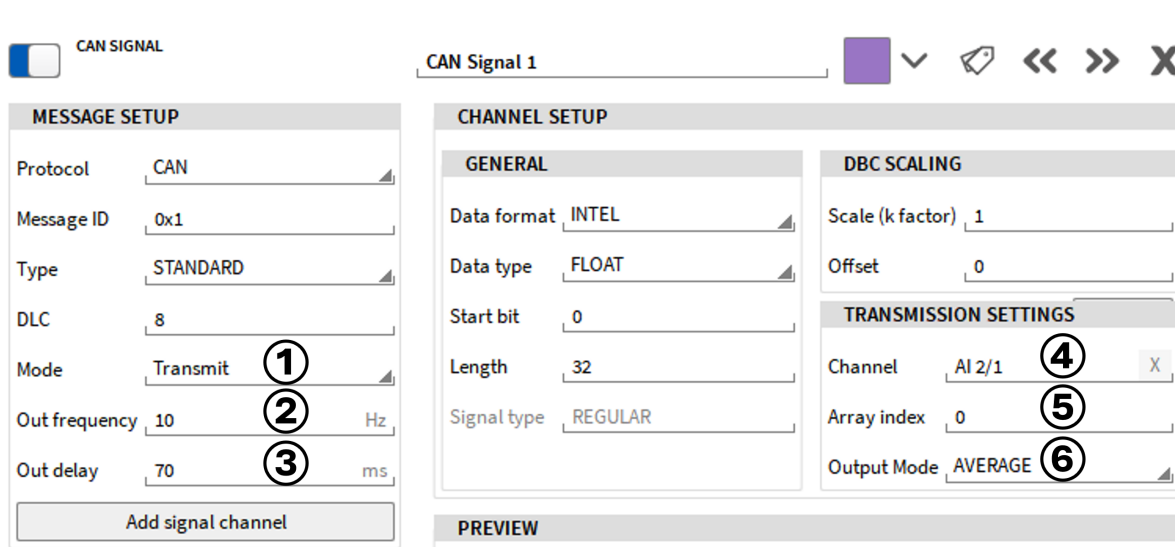 CAN SIGNAL
CAN Signal 1
X
MESSAGE SETUP
Protocol CAN
Message ID 0x1
Type STANDARD
DLC 8
Mode Transmit ①
Out frequency 10 ② Hz
Out delay 70 ③ ms
Add signal channel
CHANNEL SETUP
GENERAL
Data format INTEL
Data type FLOAT
Start bit 0
Length 32
Signal type REGULAR
DBC SCALING
Scale (k factor) 1
Offset 0
TRANSMISSION SETTINGS
Channel AI 2/1 ④ X
Array index 0 ⑤
Output Mode AVERAGE ⑥
PREVIEW